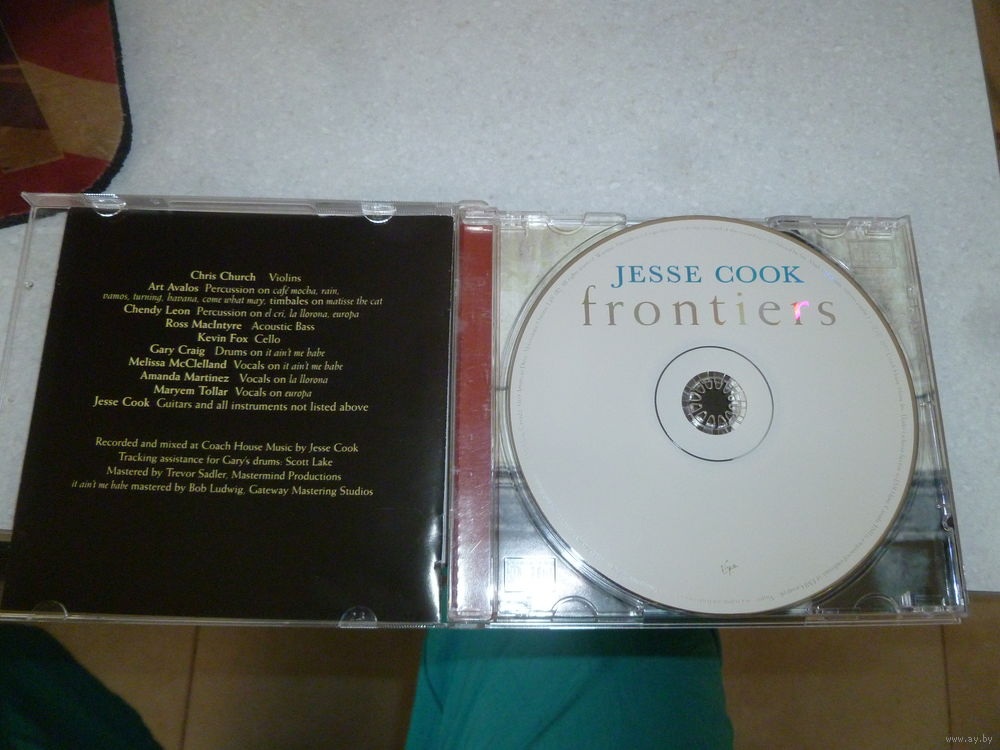 Chris Church Violins
Art Avalos Percussion on café mocha, rain,
vamos, turning, havana, come what may; timbales on matisse the cat
Chendy Leon Percussion on el cri, la llorona, europa
Ross MacIntyre Acoustic Bass
Kevin Fox Cello
Gary Craig Drums on it ain't me babe
Melissa McClelland Vocals on it ain't me babe
Amanda Martinez Vocals on la llorona
Maryem Tollar Vocals on europa
Jesse Cook Guitars and all instruments not listed above
Recorded and mixed at Coach House Music by Jesse Cook
Tracking assistance for Gary's drums: Scott Lake
Mastered by Trevor Sadler, Mastermind Productions
it ain't me babe mastered by Bob Ludwig, Gateway Mastering Studios
JESSE COOK
frontiers
www.ay.by